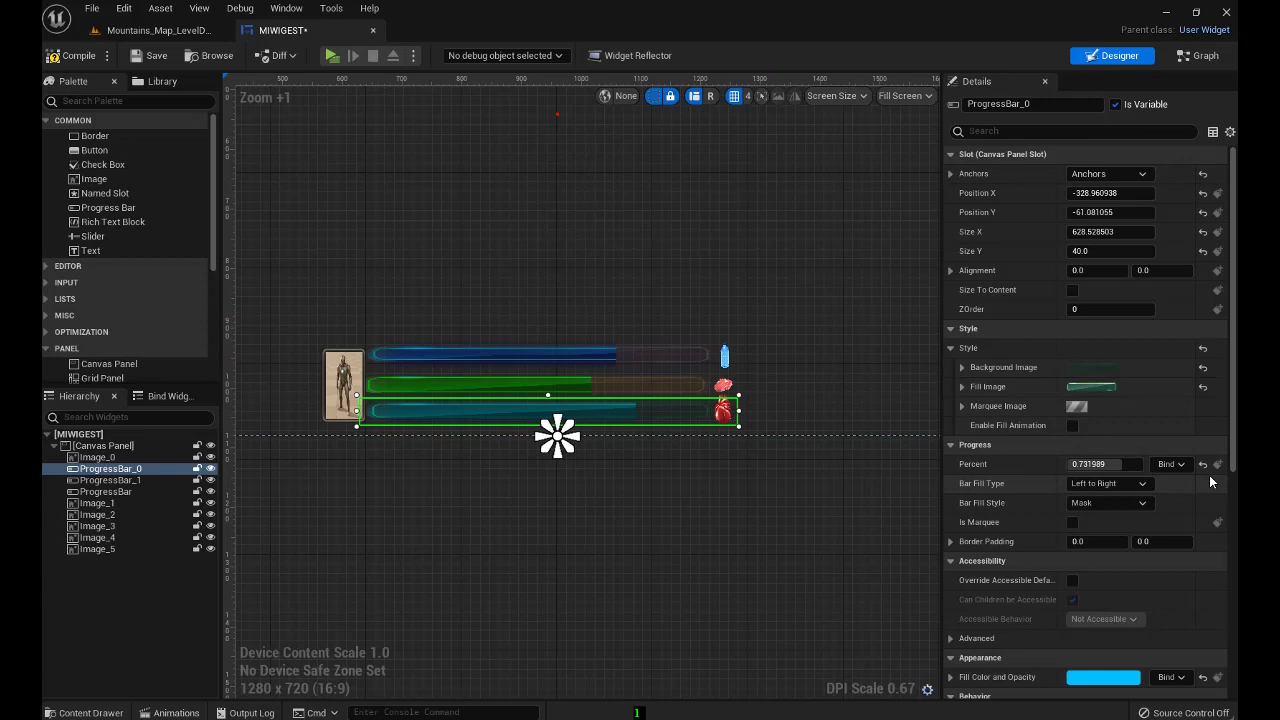 File Edit Asset View Debug Window Tools Help
Mountains_Map_LevelD...
MIWIGEST*
Parent class: User Widget
Compile Save Browse Diff No debug object selected Widget Reflector Designer Graph
Palette Library
Search Palette
COMMON
Border
Button
Check Box
Image
Named Slot
Progress Bar
Rich Text Block
Slider
Text
EDITOR
INPUT
LISTS
MISC
OPTIMIZATION
PANEL
Canvas Panel
Grid Panel
Hierarchy Bind Widg...
Search Widgets
[MIWIGEST]
[Canvas Panel]
Image_0
ProgressBar_0
ProgressBar_1
ProgressBar
Image_1
Image_2
Image_3
Image_4
Image_5
500 600 700 800 900 1000 1100 1200 1300 1400 1500
Zoom +1
None R 4 Screen Size Fill Screen
Device Content Scale 1.0
No Device Safe Zone Set
1280 x 720 (16:9)
DPI Scale 0.67
Details
ProgressBar_0 Is Variable
Search
Slot (Canvas Panel Slot)
Anchors Anchors
Position X -328.960938
Position Y -61.081055
Size X 628.528503
Size Y 40.0
Alignment 0.0 0.0
Size To Content
ZOrder 0
Style
Style
Background Image
Fill Image
Marquee Image
Enable Fill Animation
Progress
Percent 0.731989 Bind
Bar Fill Type Left to Right
Bar Fill Style Mask
Is Marquee
Border Padding 0.0 0.0
Accessibility
Override Accessible Defa...
Can Children be Accessible
Accessible Behavior Not Accessible
Advanced
Appearance
Fill Color and Opacity Bind
Behavior
Content Drawer Animations Output Log Cmd Enter Console Command 1 Source Control Off